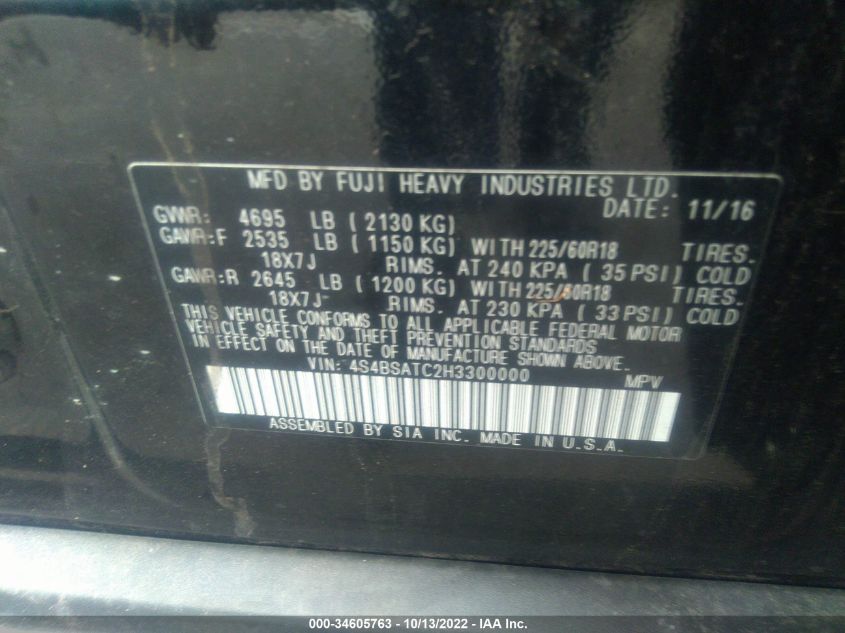 MFD BY FUJI HEAVY INDUSTRIES LTD.
DATE: 11/16
GVWR: 4695 LB ( 2130 KG)
GAWR:F 2535 LB ( 1150 KG) WITH 225/60R18 TIRES.
18X7J RIMS. AT 240 KPA ( 35 PSI) COLD
GAWR:R 2645 LB ( 1200 KG) WITH 225/60R18 TIRES.
18X7J RIMS. AT 230 KPA ( 33 PSI) COLD
THIS VEHICLE CONFORMS TO ALL APPLICABLE FEDERAL MOTOR
VEHICLE SAFETY AND THEFT PREVENTION STANDARDS
IN EFFECT ON THE DATE OF MANUFACTURE SHOWN ABOVE.
VIN: 4S4BSATC2H3300000 MPV
ASSEMBLED BY SIA INC. MADE IN U.S.A.
000-34605763 - 10/13/2022 - IAA Inc.